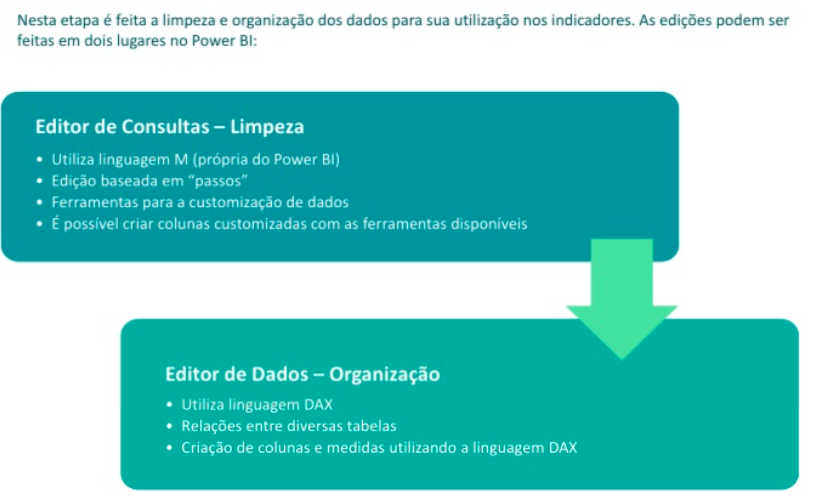 Nesta etapa é feita a limpeza e organização dos dados para sua utilização nos indicadores. As edições podem ser
feitas em dois lugares no Power BI:
Editor de Consultas – Limpeza
• Utiliza linguagem M (própria do Power BI)
• Edição baseada em “passos”
• Ferramentas para a customização de dados
• É possível criar colunas customizadas com as ferramentas disponíveis
Editor de Dados – Organização
• Utiliza linguagem DAX
• Relações entre diversas tabelas
• Criação de colunas e medidas utilizando a linguagem DAX